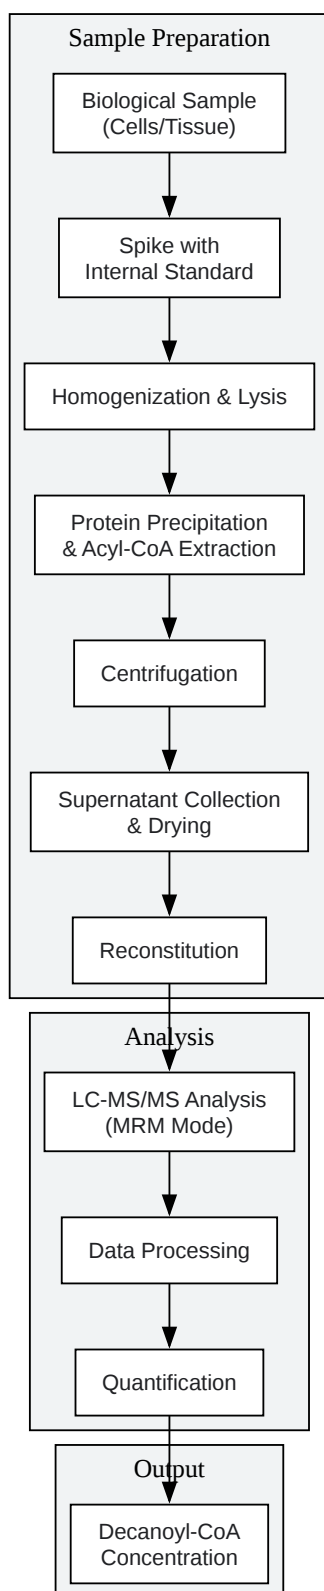 Sample Preparation
Biological Sample
(Cells/Tissue)
Spike with
Internal Standard
Homogenization & Lysis
Protein Precipitation
& Acyl-CoA Extraction
Centrifugation
Supernatant Collection
& Drying
Reconstitution
Analysis
LC-MS/MS Analysis
(MRM Mode)
Data Processing
Quantification
Output
Decanoyl-CoA
Concentration